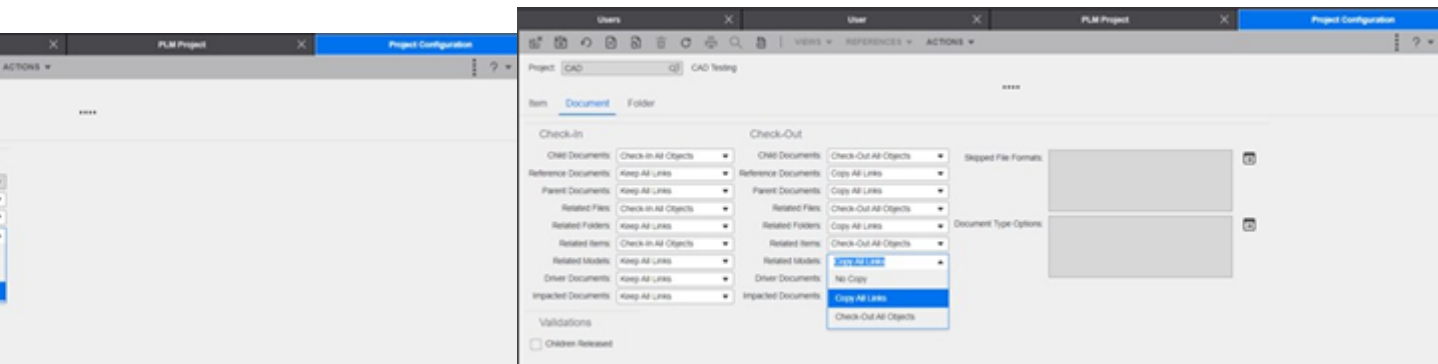 PLM Project Project Configuration
ACTIONS
?
Users User PLM Project Project Configuration
VIEWS REFERENCES ACTIONS
?
Project: CAD CAD Testing
Item Document Folder
Check-In Check-Out
Child Documents: Check-In All Objects Child Documents: Check-Out All Objects Skipped File Formats:
Reference Documents: Keep All Links Reference Documents: Copy All Links
Parent Documents: Keep All Links Parent Documents: Copy All Links
Related Files: Check-In All Objects Related Files: Check-Out All Objects
Related Folders: Keep All Links Related Folders: Copy All Links Document Type Options:
Related Items: Check-In All Objects Related Items: Check-Out All Objects
Related Models: Keep All Links Related Models: Copy All Links
Driver Documents: Keep All Links Driver Documents: No Copy
Impacted Documents: Keep All Links Impacted Documents: Copy All Links
Check-Out All Objects
Validations
Children Released